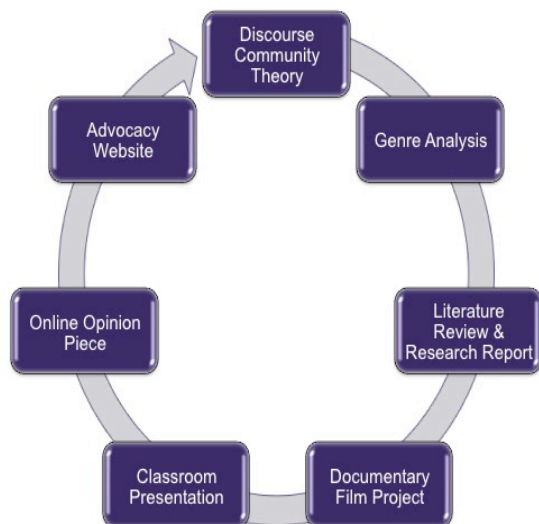 Discourse
Community
Theory
Genre Analysis
Literature
Review &
Research Report
Documentary
Film Project
Classroom
Presentation
Online Opinion
Piece
Advocacy
Website